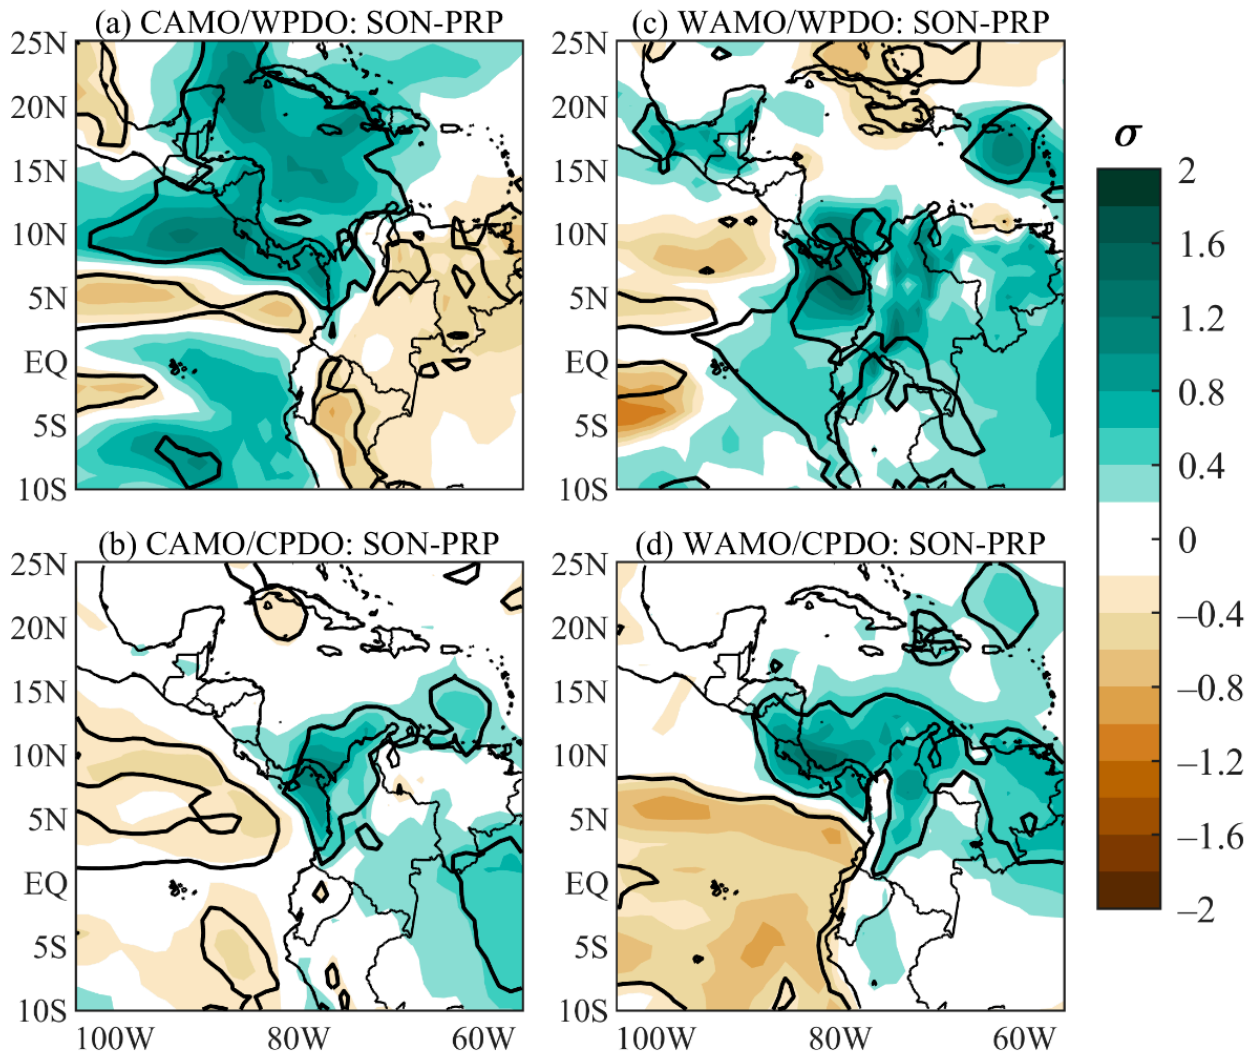 (a) CAMO/WPDO: SON-PRP
25N
20N
15N
10N
5N
EQ
5S
10S
(c) WAMO/WPDO: SON-PRP
25N
20N
15N
10N
5N
EQ
5S
10S
(b) CAMO/CPDO: SON-PRP
25N
20N
15N
10N
5N
EQ
5S
10S
100W 80W 60W
(d) WAMO/CPDO: SON-PRP
25N
20N
15N
10N
5N
EQ
5S
10S
100W 80W 60W
σ
2
1.6
1.2
0.8
0.4
0
−0.4
−0.8
−1.2
−1.6
−2